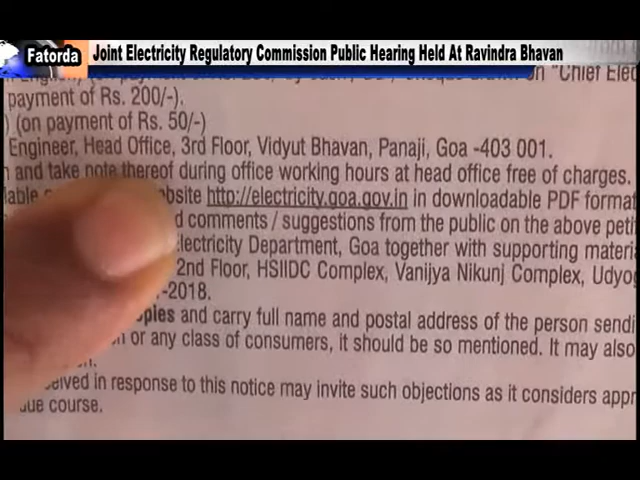 Fatorda
Joint Electricity Regulatory Commission Public Hearing Held At Ravindra Bhavan
on "Chief Elec
payment of Rs. 200/-).
) (on payment of Rs. 50/-)
Engineer, Head Office, 3rd Floor, Vidyut Bhavan, Panaji, Goa -403 001.
and take note thereof during office working hours at head office free of charges.
http://electricity.goa.gov.in in downloadable PDF format
d comments / suggestions from the public on the above peti
lectricity Department, Goa together with supporting materia
2nd Floor, HSIIDC Complex, Vanijya Nikunj Complex, Udyog
-2018.
opies and carry full name and postal address of the person sendi
or any class of consumers, it should be so mentioned. It may also
eived in response to this notice may invite such objections as it considers appr
due course.